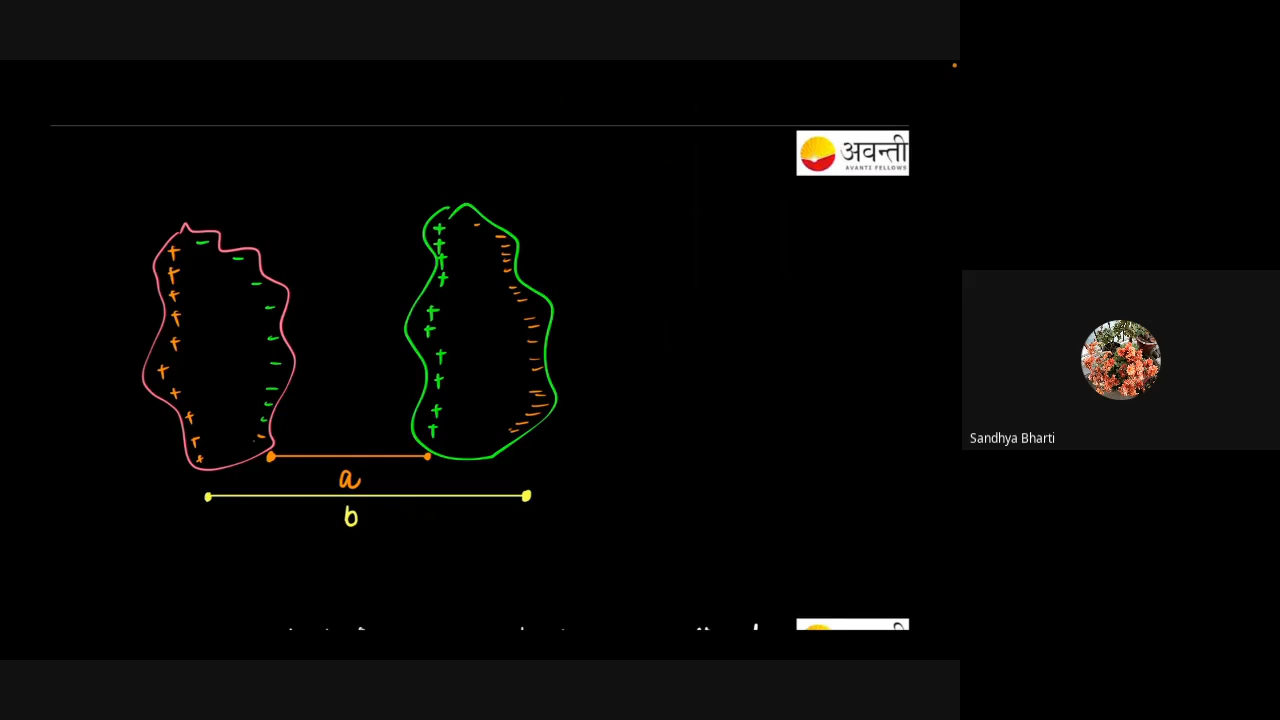 अवन्ती
AVANTI FELLOWS
a
b
Sandhya Bharti